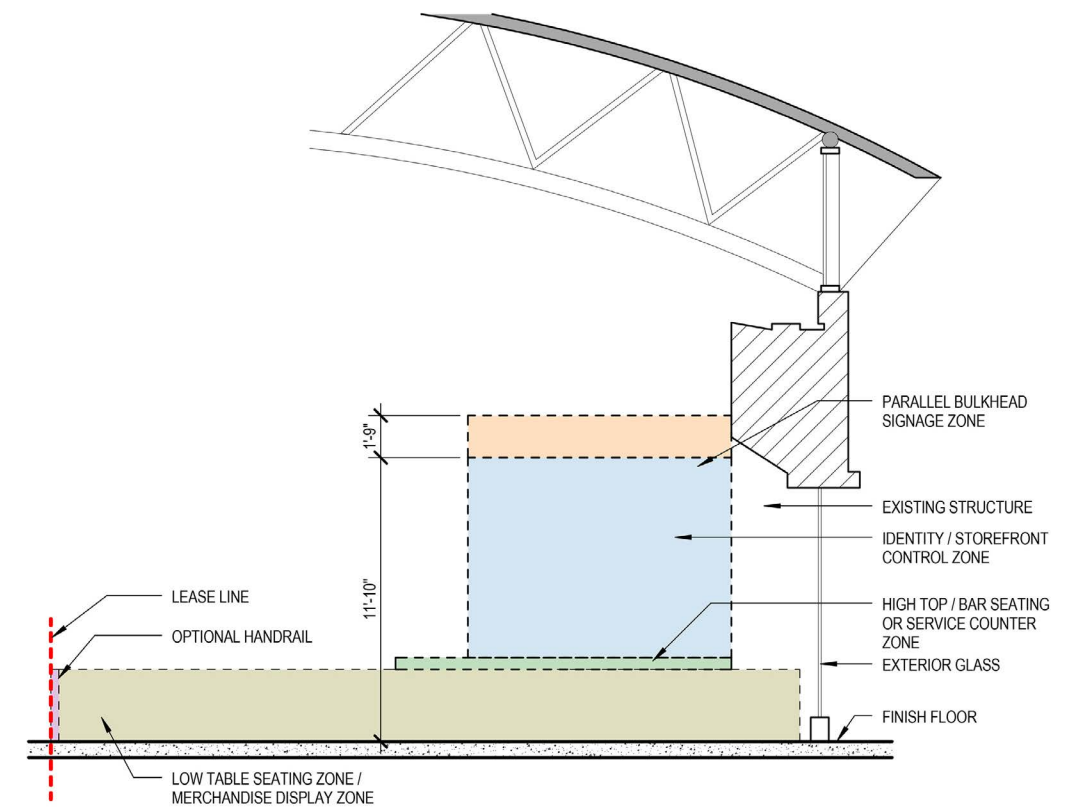 PARALLEL BULKHEAD
SIGNAGE ZONE
1'-9"
EXISTING STRUCTURE
IDENTITY / STOREFRONT
CONTROL ZONE
11'-10"
LEASE LINE
HIGH TOP / BAR SEATING
OR SERVICE COUNTER
ZONE
OPTIONAL HANDRAIL
EXTERIOR GLASS
FINISH FLOOR
LOW TABLE SEATING ZONE /
MERCHANDISE DISPLAY ZONE